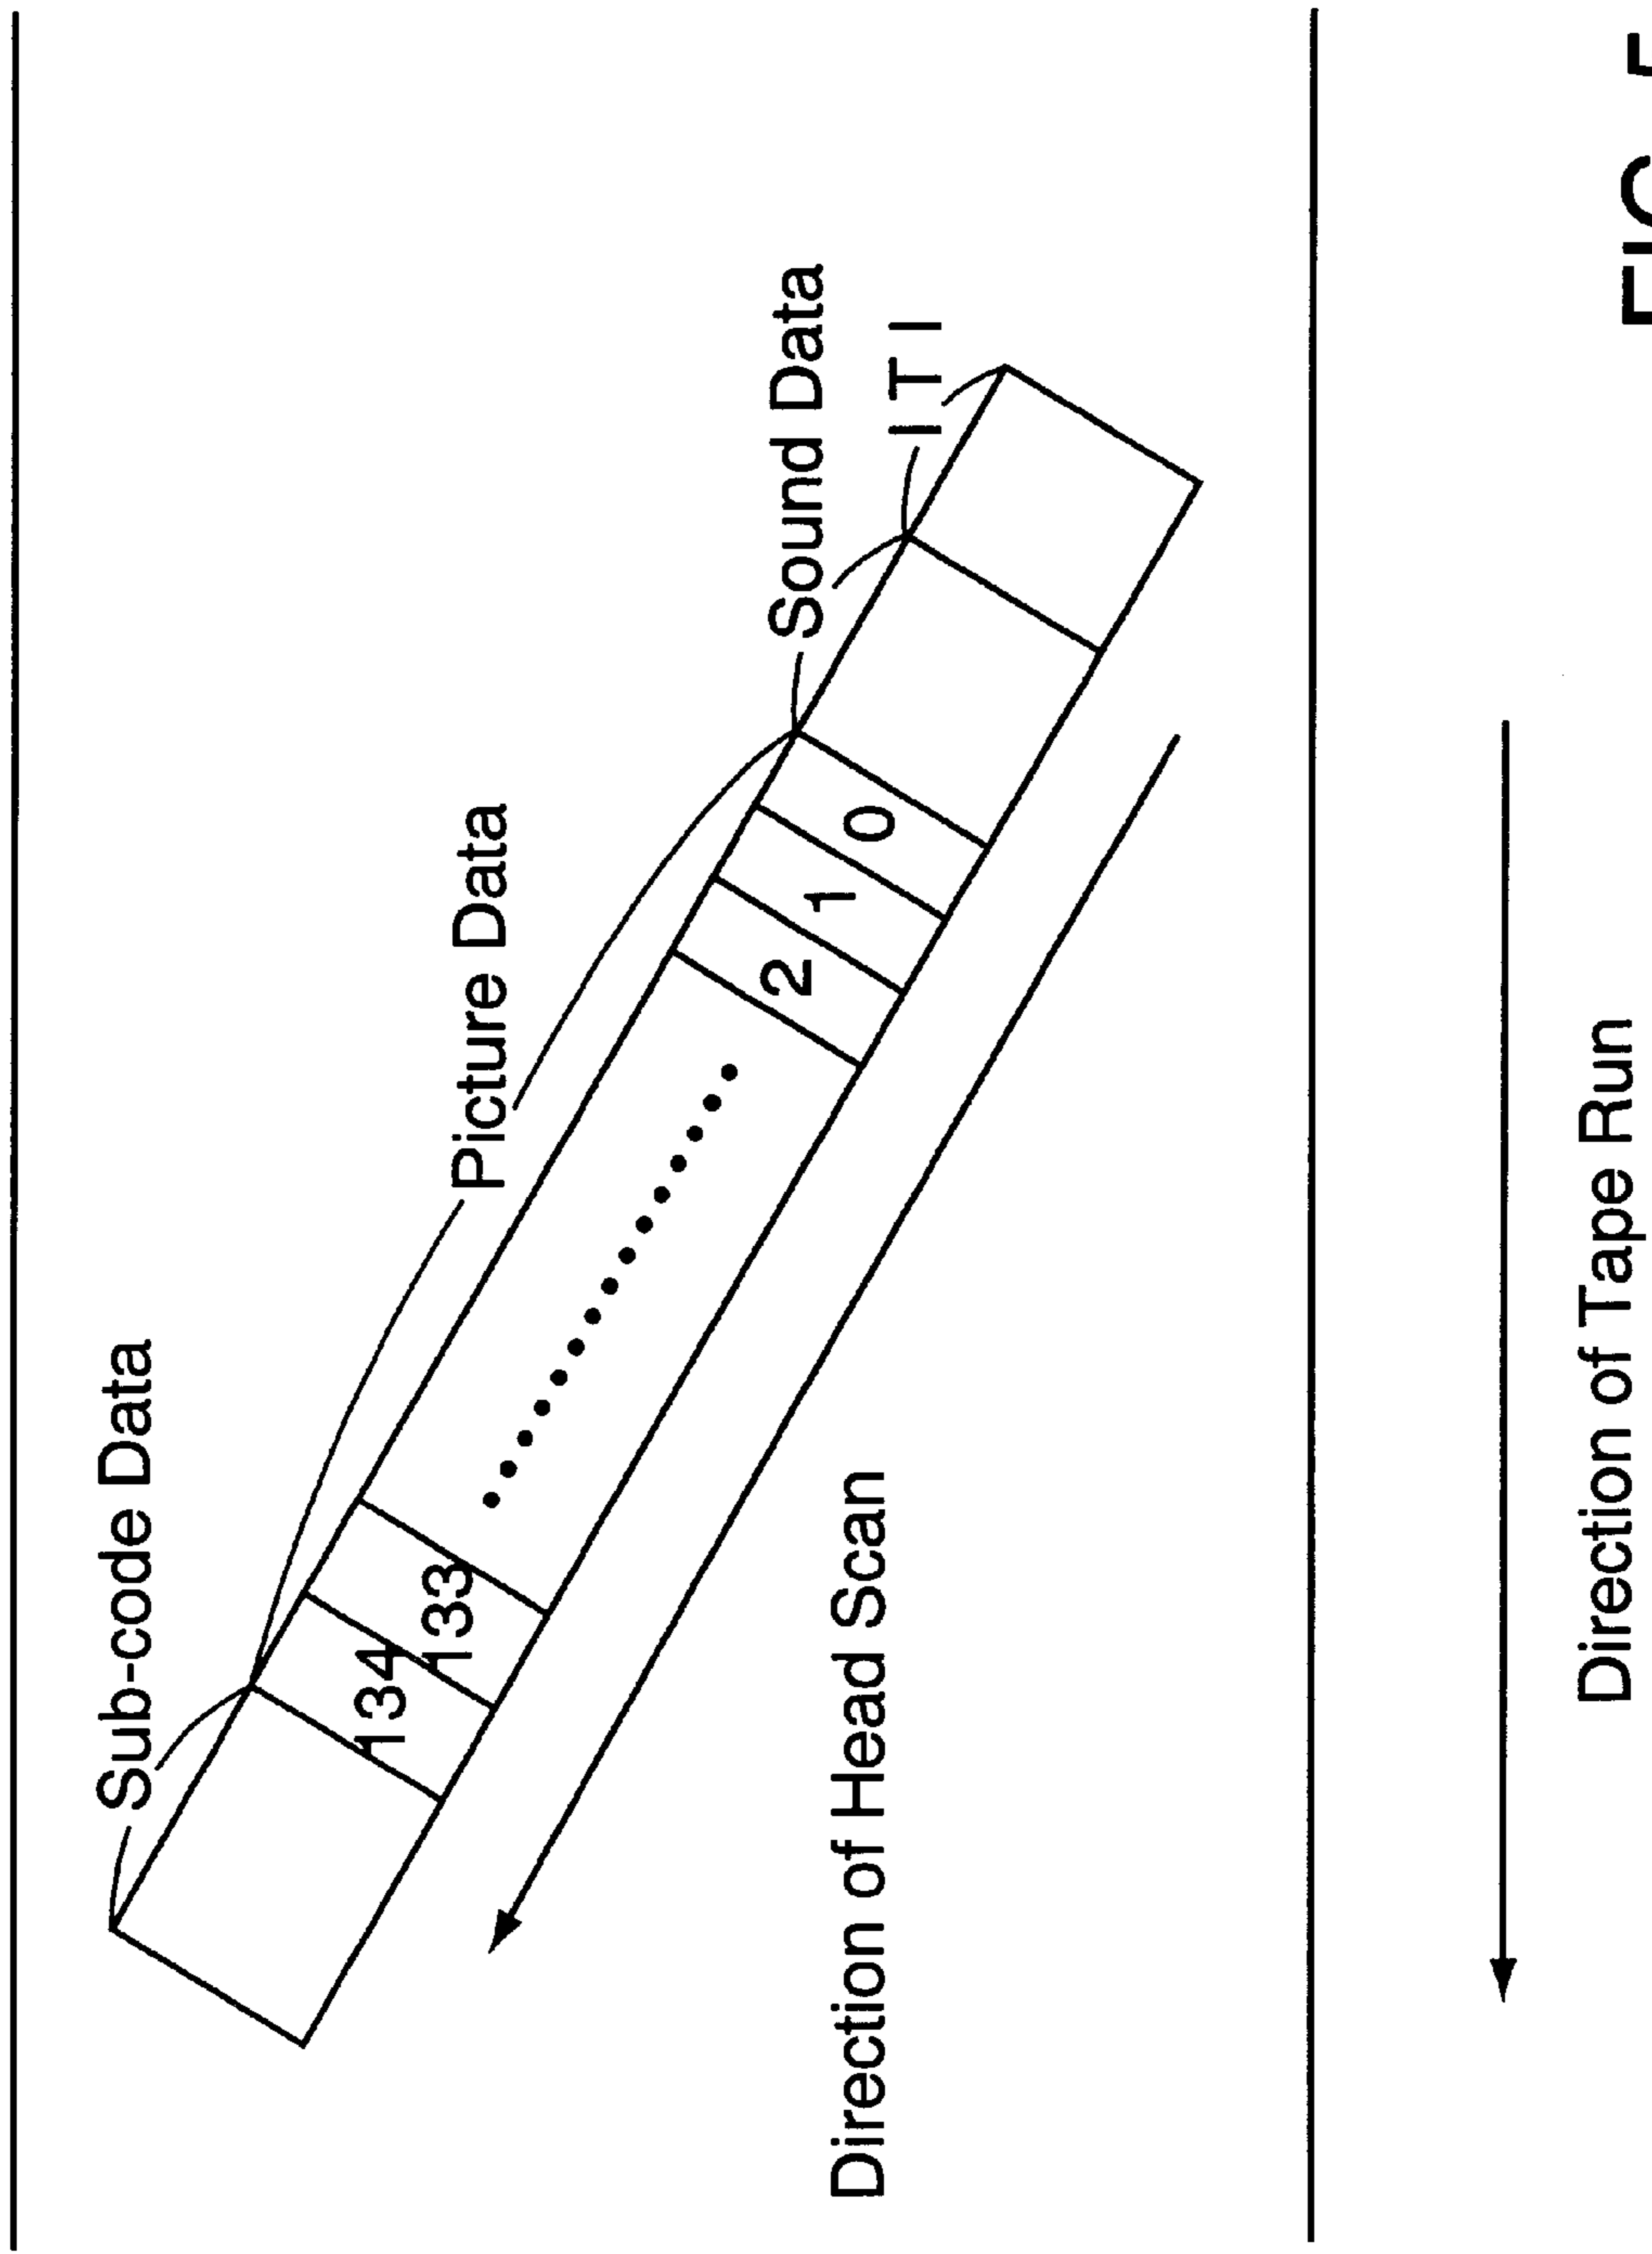 Sub-code Data
Picture Data
134
133
2
1
0
Sound Data
I T I
Direction of Head Scan
Direction of Tape Run